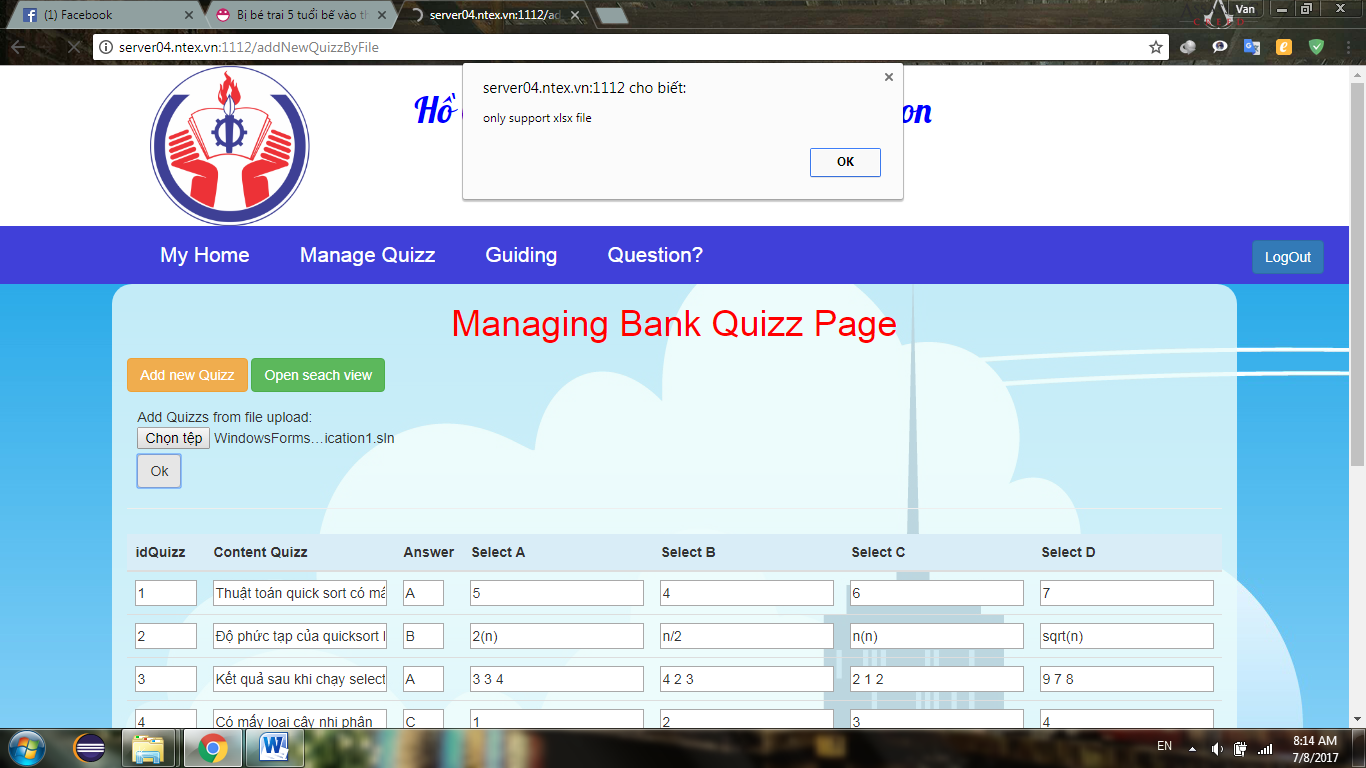 (1) Facebook
Bị bé trai 5 tuổi bế vào th
server04.ntex.vn:1112/ad
Van
server04.ntex.vn:1112/addNewQuizzByFile
server04.ntex.vn:1112 cho biết:
only support xlsx file
OK
Hồ
on
My Home
Manage Quizz
Guiding
Question?
LogOut
Managing Bank Quizz Page
Add new Quizz
Open seach view
Add Quizzs from file upload:
Chọn tệp WindowsForms…ication1.sln
Ok
idQuizz Content Quizz Answer Select A Select B Select C Select D
1 Thuật toán quick sort có mấ A 5 4 6 7
2 Độ phức tạp của quicksort l B 2(n) n/2 n(n) sqrt(n)
3 Kết quả sau khi chạy select A 3 3 4 4 2 3 2 1 2 9 7 8
4 Có mấy loại cây nhị phân C 1 2 3 4
EN
8:14 AM
7/8/2017